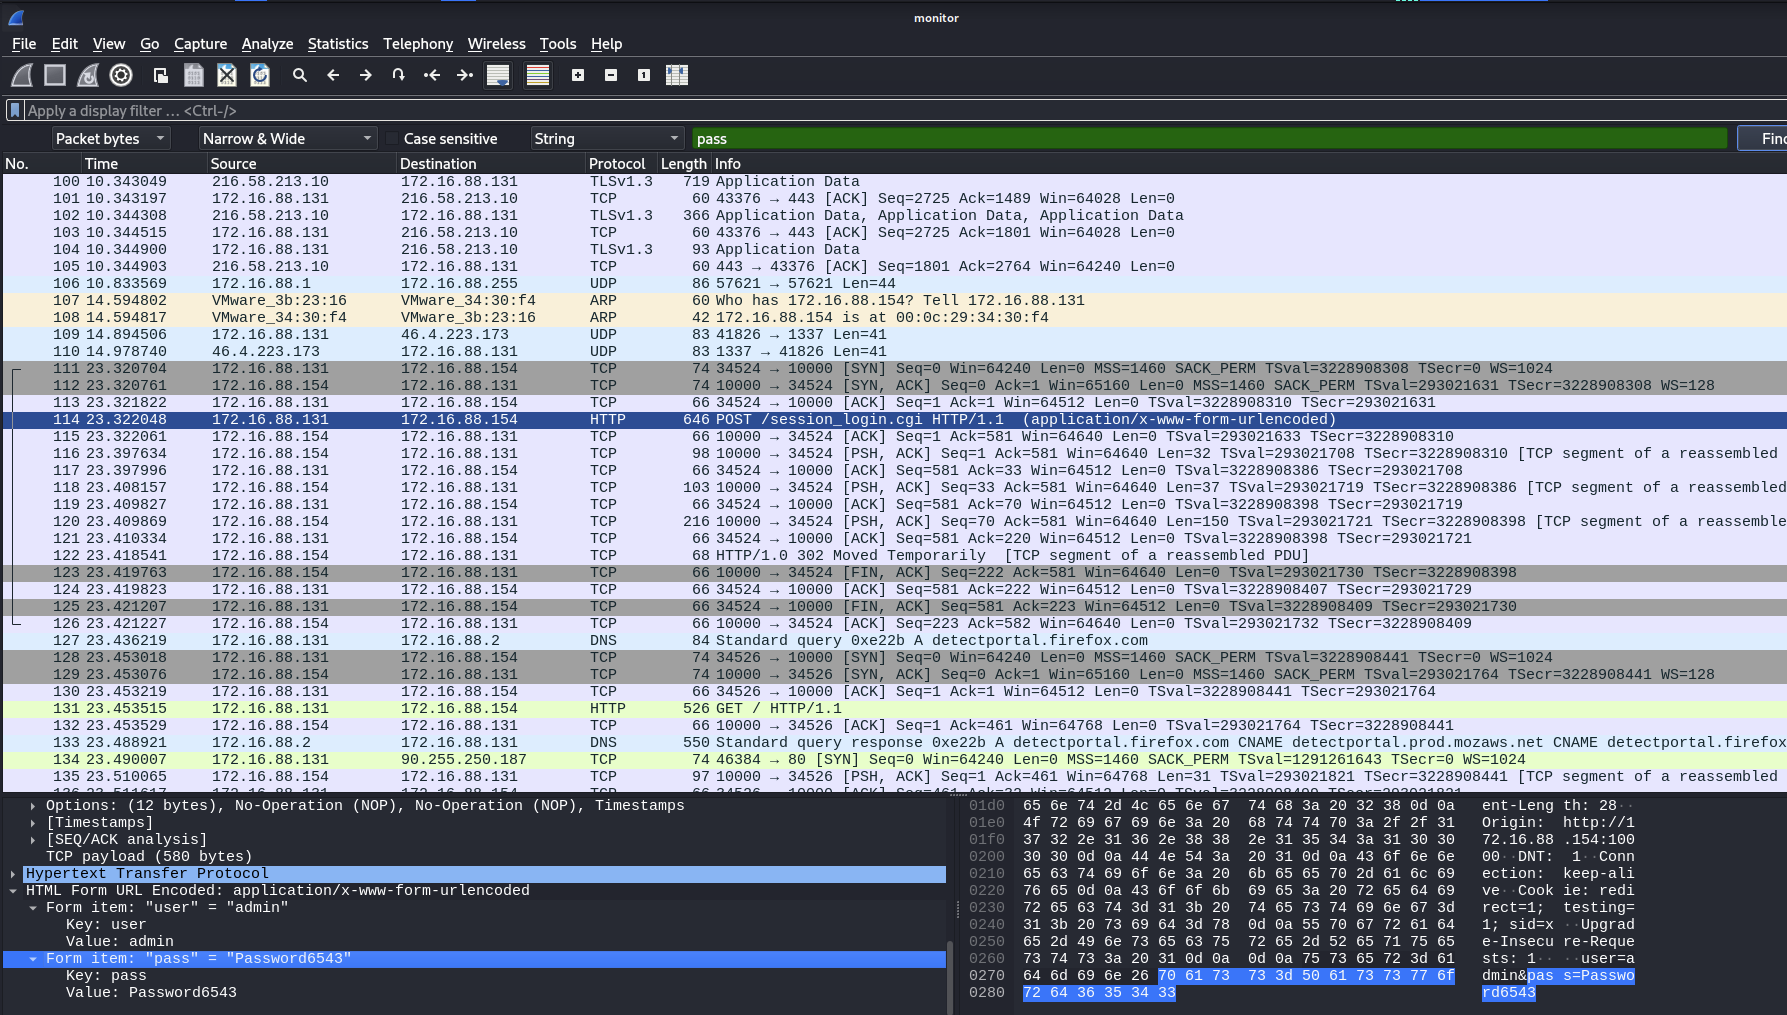 monitor
File Edit View Go Capture Analyze Statistics Telephony Wireless Tools Help
Apply a display filter … <Ctrl-/>
Packet bytes Narrow & Wide Case sensitive String pass Find
No. Time Source Destination Protocol Length Info
100 10.343049 216.58.213.10 172.16.88.131 TLSv1.3 719 Application Data
101 10.343197 172.16.88.131 216.58.213.10 TCP 60 43376 → 443 [ACK] Seq=2725 Ack=1489 Win=64028 Len=0
102 10.344308 216.58.213.10 172.16.88.131 TLSv1.3 366 Application Data, Application Data, Application Data
103 10.344515 172.16.88.131 216.58.213.10 TCP 60 43376 → 443 [ACK] Seq=2725 Ack=1801 Win=64028 Len=0
104 10.344900 172.16.88.131 216.58.213.10 TLSv1.3 93 Application Data
105 10.344903 216.58.213.10 172.16.88.131 TCP 60 443 → 43376 [ACK] Seq=1801 Ack=2764 Win=64240 Len=0
106 10.833569 172.16.88.1 172.16.88.255 UDP 86 57621 → 57621 Len=44
107 14.594802 VMware_3b:23:16 VMware_34:30:f4 ARP 60 Who has 172.16.88.154? Tell 172.16.88.131
108 14.594817 VMware_34:30:f4 VMware_3b:23:16 ARP 42 172.16.88.154 is at 00:0c:29:34:30:f4
109 14.894506 172.16.88.131 46.4.223.173 UDP 83 41826 → 1337 Len=41
110 14.978740 46.4.223.173 172.16.88.131 UDP 83 1337 → 41826 Len=41
111 23.320704 172.16.88.131 172.16.88.154 TCP 74 34524 → 10000 [SYN] Seq=0 Win=64240 Len=0 MSS=1460 SACK_PERM TSval=3228908308 TSecr=0 WS=1024
112 23.320761 172.16.88.154 172.16.88.131 TCP 74 10000 → 34524 [SYN, ACK] Seq=0 Ack=1 Win=65160 Len=0 MSS=1460 SACK_PERM TSval=293021631 TSecr=3228908308 WS=128
113 23.321822 172.16.88.131 172.16.88.154 TCP 66 34524 → 10000 [ACK] Seq=1 Ack=1 Win=64512 Len=0 TSval=3228908310 TSecr=293021631
114 23.322048 172.16.88.131 172.16.88.154 HTTP 646 POST /session_login.cgi HTTP/1.1 (application/x-www-form-urlencoded)
115 23.322061 172.16.88.154 172.16.88.131 TCP 66 10000 → 34524 [ACK] Seq=1 Ack=581 Win=64640 Len=0 TSval=293021633 TSecr=3228908310
116 23.397634 172.16.88.154 172.16.88.131 TCP 98 10000 → 34524 [PSH, ACK] Seq=1 Ack=581 Win=64640 Len=32 TSval=293021708 TSecr=3228908310 [TCP segment of a reassembled
117 23.397996 172.16.88.131 172.16.88.154 TCP 66 34524 → 10000 [ACK] Seq=581 Ack=33 Win=64512 Len=0 TSval=3228908386 TSecr=293021708
118 23.408157 172.16.88.154 172.16.88.131 TCP 103 10000 → 34524 [PSH, ACK] Seq=33 Ack=581 Win=64640 Len=37 TSval=293021719 TSecr=3228908386 [TCP segment of a reassembled
119 23.409827 172.16.88.131 172.16.88.154 TCP 66 34524 → 10000 [ACK] Seq=581 Ack=70 Win=64512 Len=0 TSval=3228908398 TSecr=293021719
120 23.409869 172.16.88.154 172.16.88.131 TCP 216 10000 → 34524 [PSH, ACK] Seq=70 Ack=581 Win=64640 Len=150 TSval=293021721 TSecr=3228908398 [TCP segment of a reassemble
121 23.410334 172.16.88.131 172.16.88.154 TCP 66 34524 → 10000 [ACK] Seq=581 Ack=220 Win=64512 Len=0 TSval=3228908398 TSecr=293021721
122 23.418541 172.16.88.154 172.16.88.131 TCP 68 HTTP/1.0 302 Moved Temporarily [TCP segment of a reassembled PDU]
123 23.419763 172.16.88.154 172.16.88.131 TCP 66 10000 → 34524 [FIN, ACK] Seq=222 Ack=581 Win=64640 Len=0 TSval=293021730 TSecr=3228908398
124 23.419823 172.16.88.131 172.16.88.154 TCP 66 34524 → 10000 [ACK] Seq=581 Ack=222 Win=64512 Len=0 TSval=3228908407 TSecr=293021729
125 23.421207 172.16.88.131 172.16.88.154 TCP 66 34524 → 10000 [FIN, ACK] Seq=581 Ack=223 Win=64512 Len=0 TSval=3228908409 TSecr=293021730
126 23.421227 172.16.88.154 172.16.88.131 TCP 66 10000 → 34524 [ACK] Seq=223 Ack=582 Win=64640 Len=0 TSval=293021732 TSecr=3228908409
127 23.436219 172.16.88.131 172.16.88.2 DNS 84 Standard query 0xe22b A detectportal.firefox.com
128 23.453018 172.16.88.131 172.16.88.154 TCP 74 34526 → 10000 [SYN] Seq=0 Win=64240 Len=0 MSS=1460 SACK_PERM TSval=3228908441 TSecr=0 WS=1024
129 23.453076 172.16.88.154 172.16.88.131 TCP 74 10000 → 34526 [SYN, ACK] Seq=0 Ack=1 Win=65160 Len=0 MSS=1460 SACK_PERM TSval=293021764 TSecr=3228908441 WS=128
130 23.453219 172.16.88.131 172.16.88.154 TCP 66 34526 → 10000 [ACK] Seq=1 Ack=1 Win=64512 Len=0 TSval=3228908441 TSecr=293021764
131 23.453515 172.16.88.131 172.16.88.154 HTTP 526 GET / HTTP/1.1
132 23.453529 172.16.88.154 172.16.88.131 TCP 66 10000 → 34526 [ACK] Seq=1 Ack=461 Win=64768 Len=0 TSval=293021764 TSecr=3228908441
133 23.488921 172.16.88.2 172.16.88.131 DNS 550 Standard query response 0xe22b A detectportal.firefox.com CNAME detectportal.prod.mozaws.net CNAME detectportal.firefox
134 23.490007 172.16.88.131 90.255.250.187 TCP 74 46384 → 80 [SYN] Seq=0 Win=64240 Len=0 MSS=1460 SACK_PERM TSval=1291261643 TSecr=0 WS=1024
135 23.510065 172.16.88.154 172.16.88.131 TCP 97 10000 → 34526 [PSH, ACK] Seq=1 Ack=461 Win=64768 Len=31 TSval=293021821 TSecr=3228908441 [TCP segment of a reassembled
Options: (12 bytes), No-Operation (NOP), No-Operation (NOP), Timestamps
[Timestamps]
[SEQ/ACK analysis]
TCP payload (580 bytes)
Hypertext Transfer Protocol
HTML Form URL Encoded: application/x-www-form-urlencoded
Form item: "user" = "admin"
Key: user
Value: admin
Form item: "pass" = "Password6543"
Key: pass
Value: Password6543
01d0 65 6e 74 2d 4c 65 6e 67 74 68 3a 20 32 38 0d 0a ent-Leng th: 28··
01e0 4f 72 69 67 69 6e 3a 20 68 74 74 70 3a 2f 2f 31 Origin: http://1
01f0 37 32 2e 31 36 2e 38 38 2e 31 35 34 3a 31 30 30 72.16.88 .154:100
0200 30 30 0d 0a 44 4e 54 3a 20 31 0d 0a 43 6f 6e 6e 00··DNT: 1··Conn
0210 65 63 74 69 6f 6e 3a 20 6b 65 65 70 2d 61 6c 69 ection: keep-ali
0220 76 65 0d 0a 43 6f 6f 6b 69 65 3a 20 72 65 64 69 ve··Cook ie: redi
0230 72 65 63 74 3d 31 3b 20 74 65 73 74 69 6e 67 3d rect=1; testing=
0240 31 3b 20 73 69 64 3d 78 0d 0a 55 70 67 72 61 64 1; sid=x ··Upgrad
0250 65 2d 49 6e 73 65 63 75 72 65 2d 52 65 71 75 65 e-Insecu re-Reque
0260 73 74 73 3a 20 31 0d 0a 0d 0a 75 73 65 72 3d 61 sts: 1·· ··user=a
0270 64 6d 69 6e 26 70 61 73 73 3d 50 61 73 73 77 6f dmin&pas s=Passwo
0280 72 64 36 35 34 33 rd6543